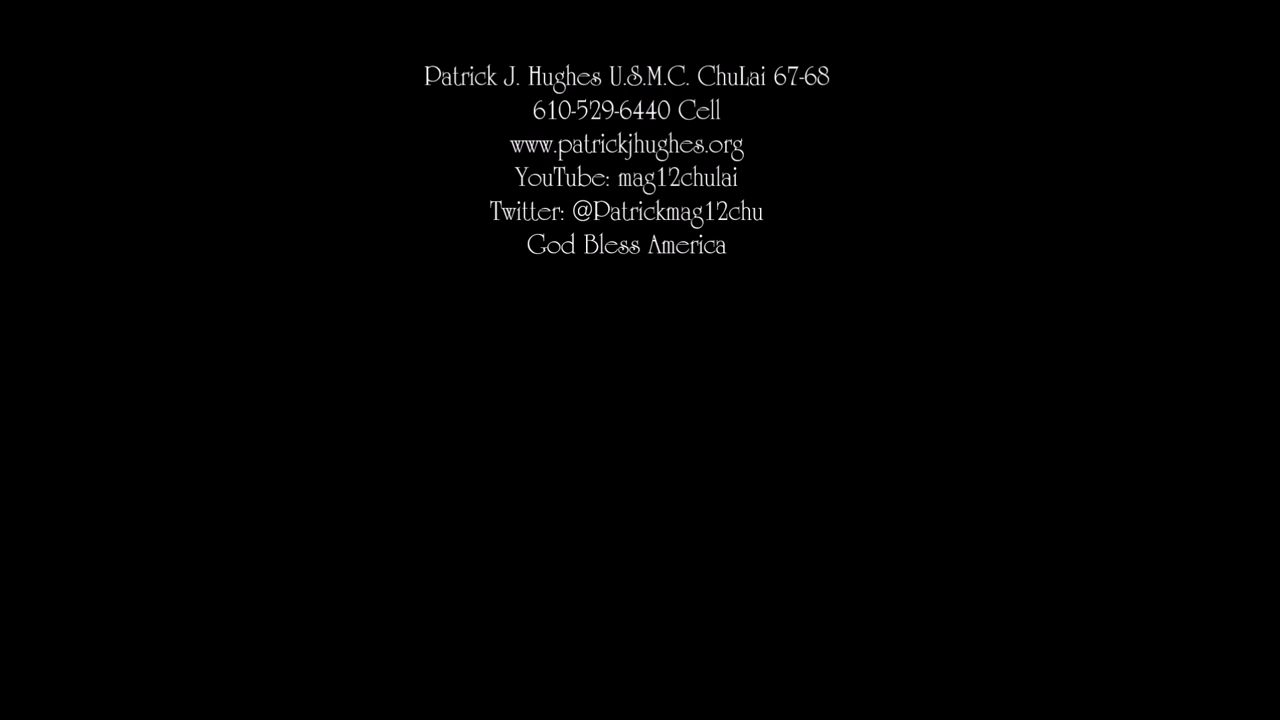 Patrick J. Hughes U.S.M.C. ChuLai 67-68
610-529-6440 Cell
www.patrickjhughes.org
YouTube: mag12chulai
Twitter: @Patrickmag12chu
God Bless America